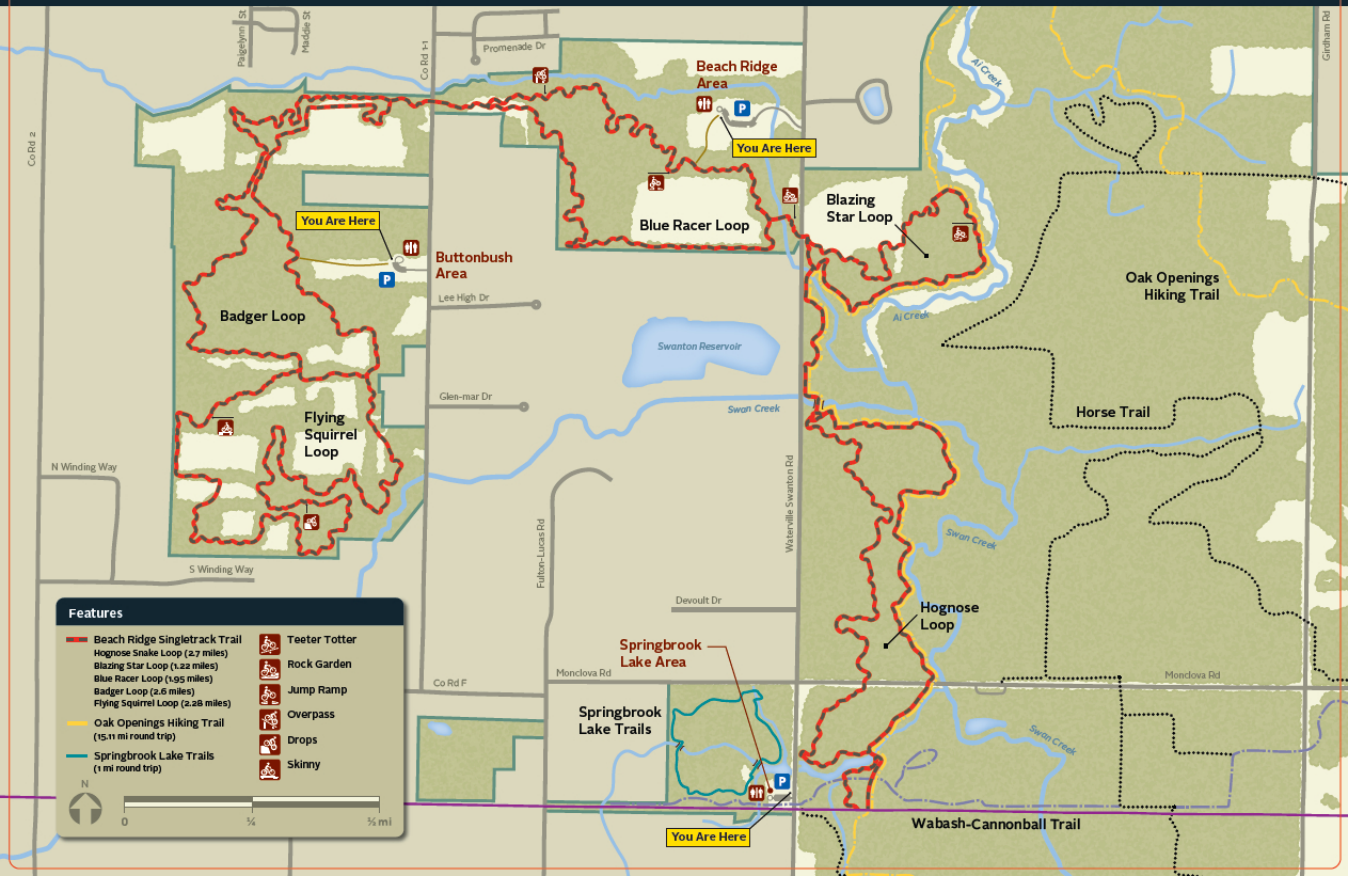 Paigelynn St
Maddie St
Co Rd 1-1
Promenade Dr
Beach Ridge
Area
P
You Are Here
Ai Creek
Girdham Rd
Co Rd 2
Blazing
Star Loop
Blue Racer Loop
You Are Here
Buttonbush
Area
P
Lee High Dr
Badger Loop
Oak Openings
Hiking Trail
Ai Creek
Swanton Reservoir
Glen-mar Dr
Swan Creek
Flying
Squirrel
Loop
Horse Trail
N Winding Way
Waterville Swanton Rd
Fulton-Lucas Rd
Swan Creek
S Winding Way
Devoult Dr
Hognose
Loop
Springbrook
Lake Area
Monclova Rd
Monclova Rd
Co Rd F
Springbrook
Lake Trails
Swan Creek
P
You Are Here
Wabash-Cannonball Trail
Features
Beach Ridge Singletrack Trail
Hognose Snake Loop (2.7 miles)
Blazing Star Loop (1.22 miles)
Blue Racer Loop (1.95 miles)
Badger Loop (2.6 miles)
Flying Squirrel Loop (2.28 miles)
Oak Openings Hiking Trail
(15.11 mi round trip)
Springbrook Lake Trails
(1 mi round trip)
Teeter Totter
Rock Garden
Jump Ramp
Overpass
Drops
Skinny
N
0
¼
½ mi